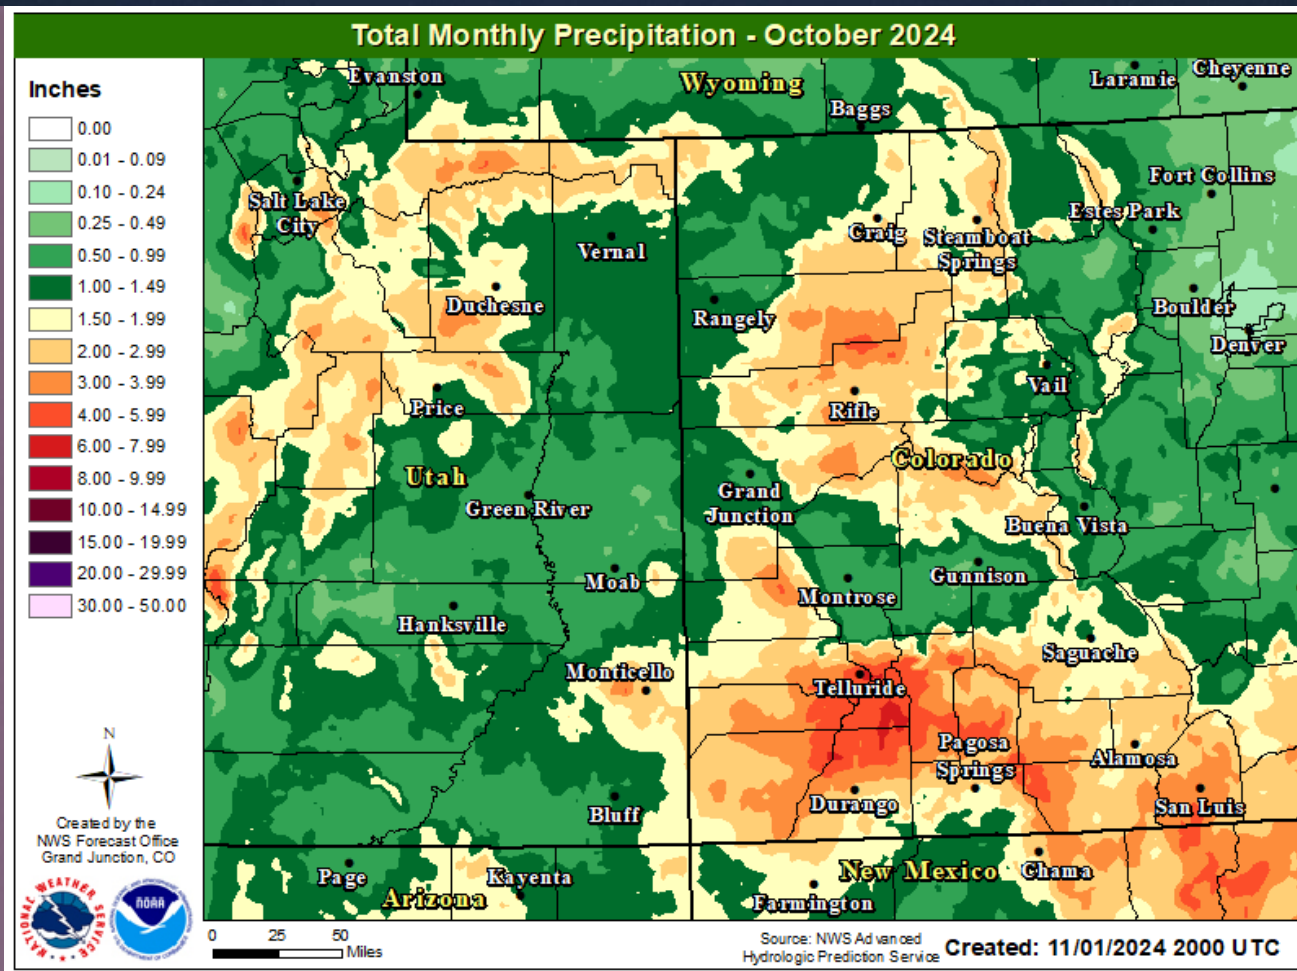 Total Monthly Precipitation - October 2024
Inches
0.00
0.01 - 0.09
0.10 - 0.24
0.25 - 0.49
0.50 - 0.99
1.00 - 1.49
1.50 - 1.99
2.00 - 2.99
3.00 - 3.99
4.00 - 5.99
6.00 - 7.99
8.00 - 9.99
10.00 - 14.99
15.00 - 19.99
20.00 - 29.99
30.00 - 50.00
N
Created by the
NWS Forecast Office
Grand Junction, CO
NATIONAL WEATHER SERVICE
NOAA
Evanston
Wyoming
Baggs
Laramie
Cheyenne
Salt Lake
City
Vernal
Craig
Steamboat
Springs
Fort Collins
Estes Park
Duchesne
Rangely
Boulder
Denver
Price
Rifle
Vail
Utah
Colorado
Green River
Grand
Junction
Buena Vista
Moab
Montrose
Gunnison
Hanksville
Monticello
Telluride
Saguache
Pagosa
Springs
Alamosa
Bluff
Durango
San Luis
Page
Arizona
Kayenta
New Mexico
Chama
Farmington
0 25 50
Miles
Source: NWS Advanced
Hydrologic Prediction Service
Created: 11/01/2024 2000 UTC